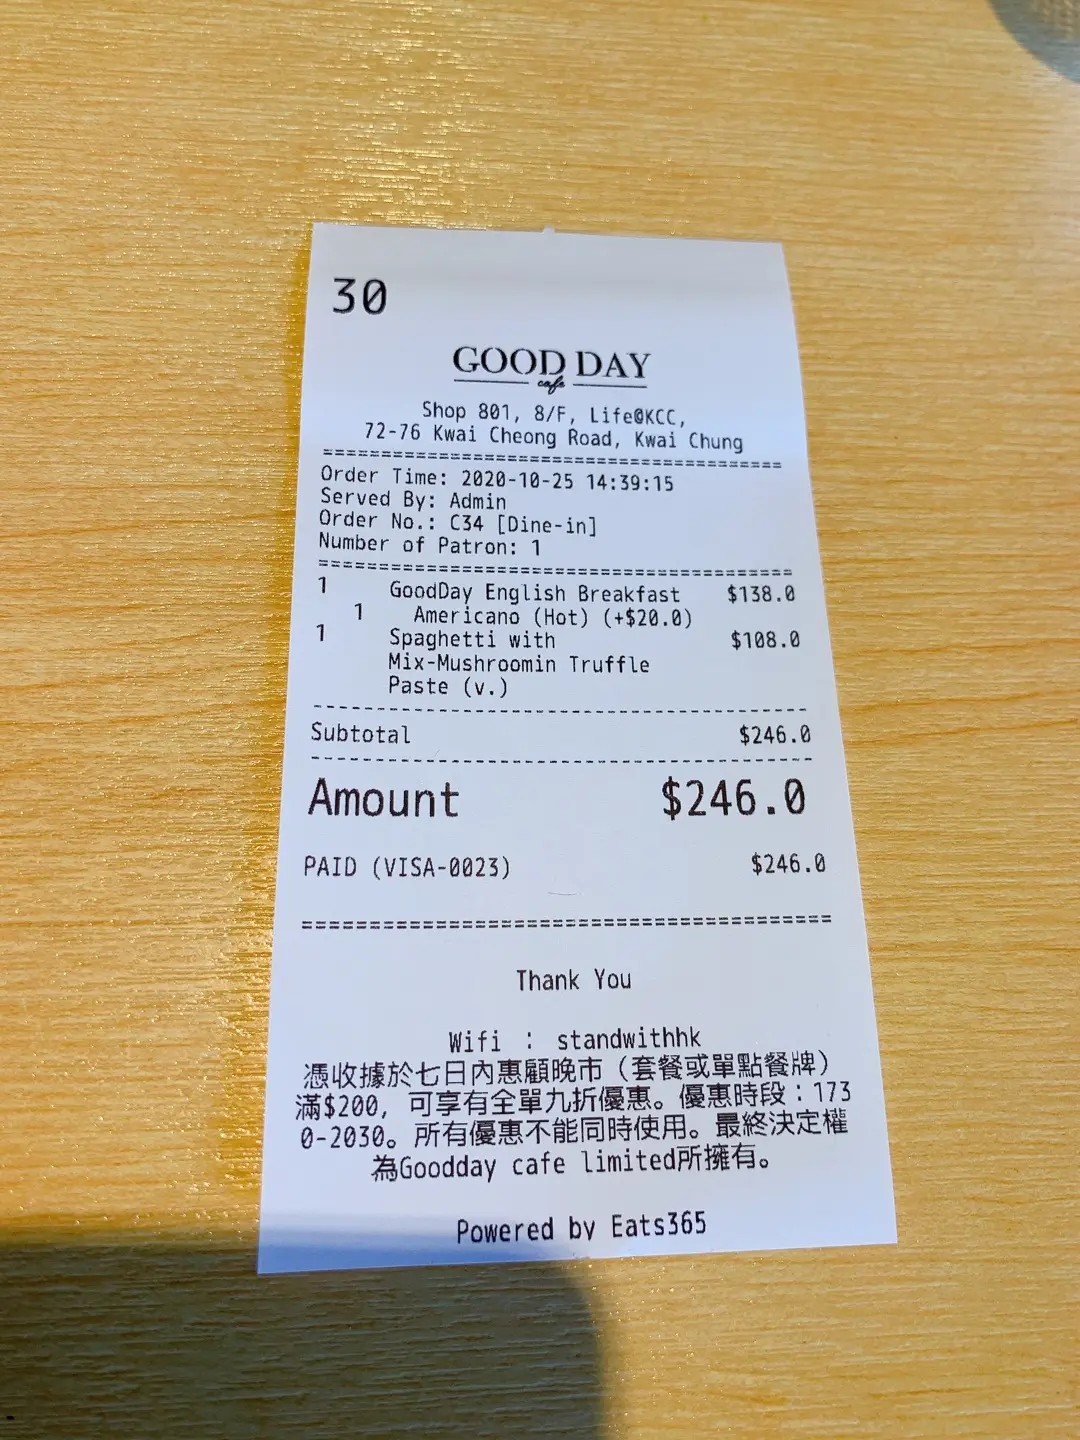 30
GOOD DAY
cafe
Shop 801, 8/F, Life@KCC,
72-76 Kwai Cheong Road, Kwai Chung
========================================
Order Time: 2020-10-25 14:39:15
Served By: Admin
Order No.: C34 [Dine-in]
Number of Patron: 1
========================================
1 GoodDay English Breakfast $138.0
1 Americano (Hot) (+$20.0)
1 Spaghetti with $108.0
Mix-Mushroomin Truffle
Paste (v.)
----------------------------------------
Subtotal $246.0
----------------------------------------
Amount $246.0
PAID (VISA-0023) $246.0
========================================
Thank You
Wifi : standwithhk
憑收據於七日內惠顧晚市（套餐或單點餐牌）
滿$200, 可享有全單九折優惠。優惠時段：173
0-2030。所有優惠不能同時使用。最終決定權
為Goodday cafe limited所擁有。
Powered by Eats365